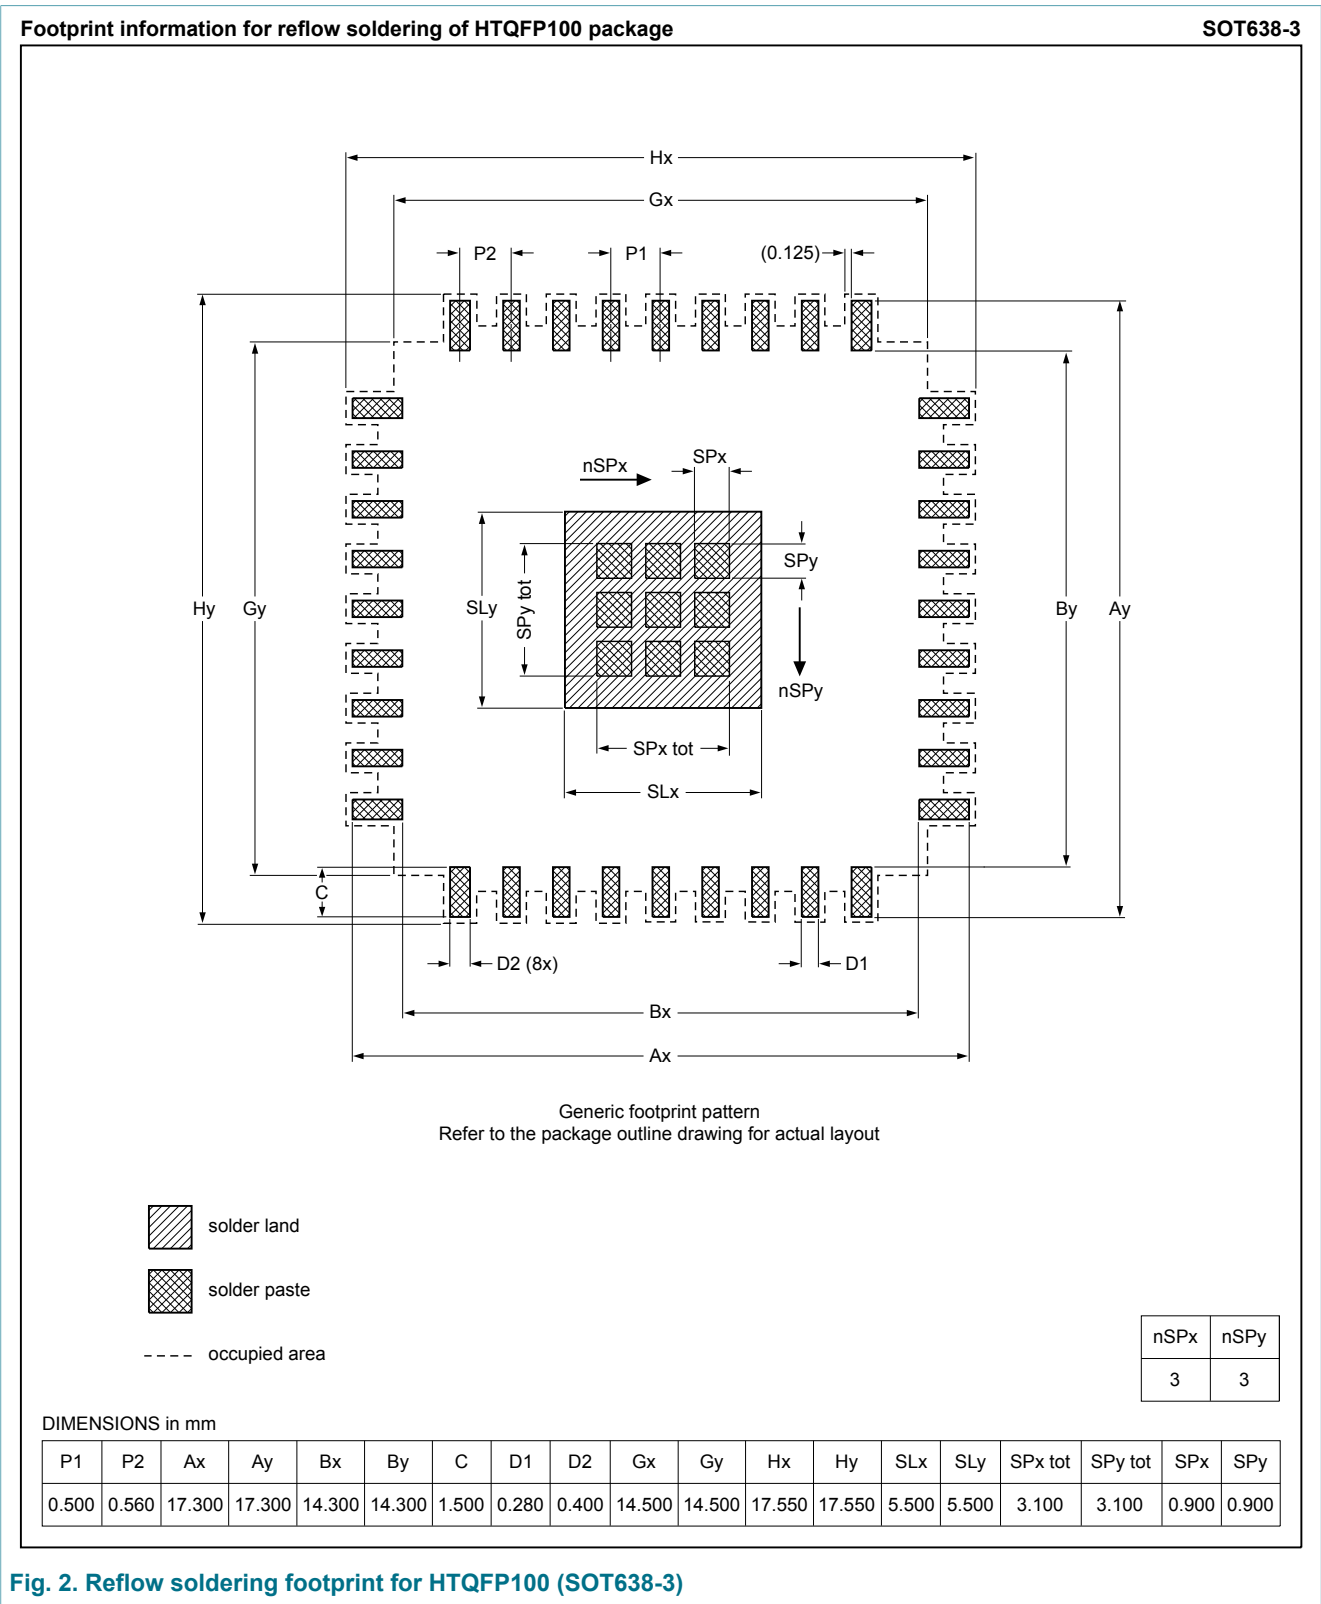 Footprint information for reflow soldering of HTQFP100 package SOT638-3
Hx
Gx
P2 P1 (0.125)
nSPx SPx
SPy
Hy Gy SLy SPy tot By Ay
nSPy
SPx tot
SLx
C
D2 (8x) D1
Bx
Ax
Generic footprint pattern
Refer to the package outline drawing for actual layout
solder land
solder paste
occupied area
nSPx nSPy
3 3
DIMENSIONS in mm
P1 P2 Ax Ay Bx By C D1 D2 Gx Gy Hx Hy SLx SLy SPx tot SPy tot SPx SPy
0.500 0.560 17.300 17.300 14.300 14.300 1.500 0.280 0.400 14.500 14.500 17.550 17.550 5.500 5.500 3.100 3.100 0.900 0.900
Fig. 2. Reflow soldering footprint for HTQFP100 (SOT638-3)